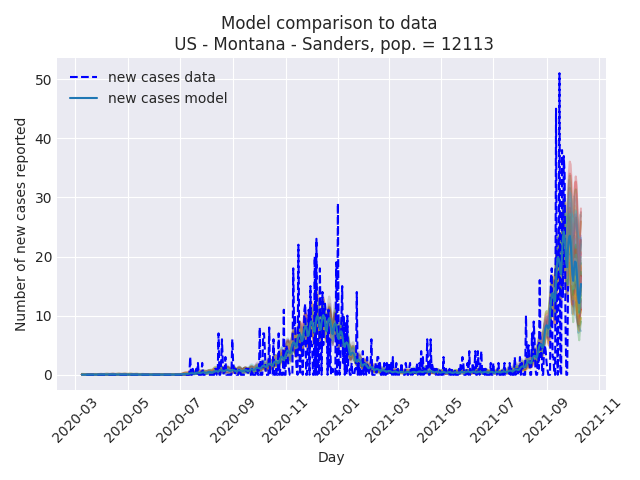 Model comparison to data
US - Montana - Sanders, pop. = 12113
new cases data
new cases model
Number of new cases reported
50
40
30
20
10
0
2020-03
2020-05
2020-07
2020-09
2020-11
2021-01
2021-03
2021-05
2021-07
2021-09
2021-11
Day